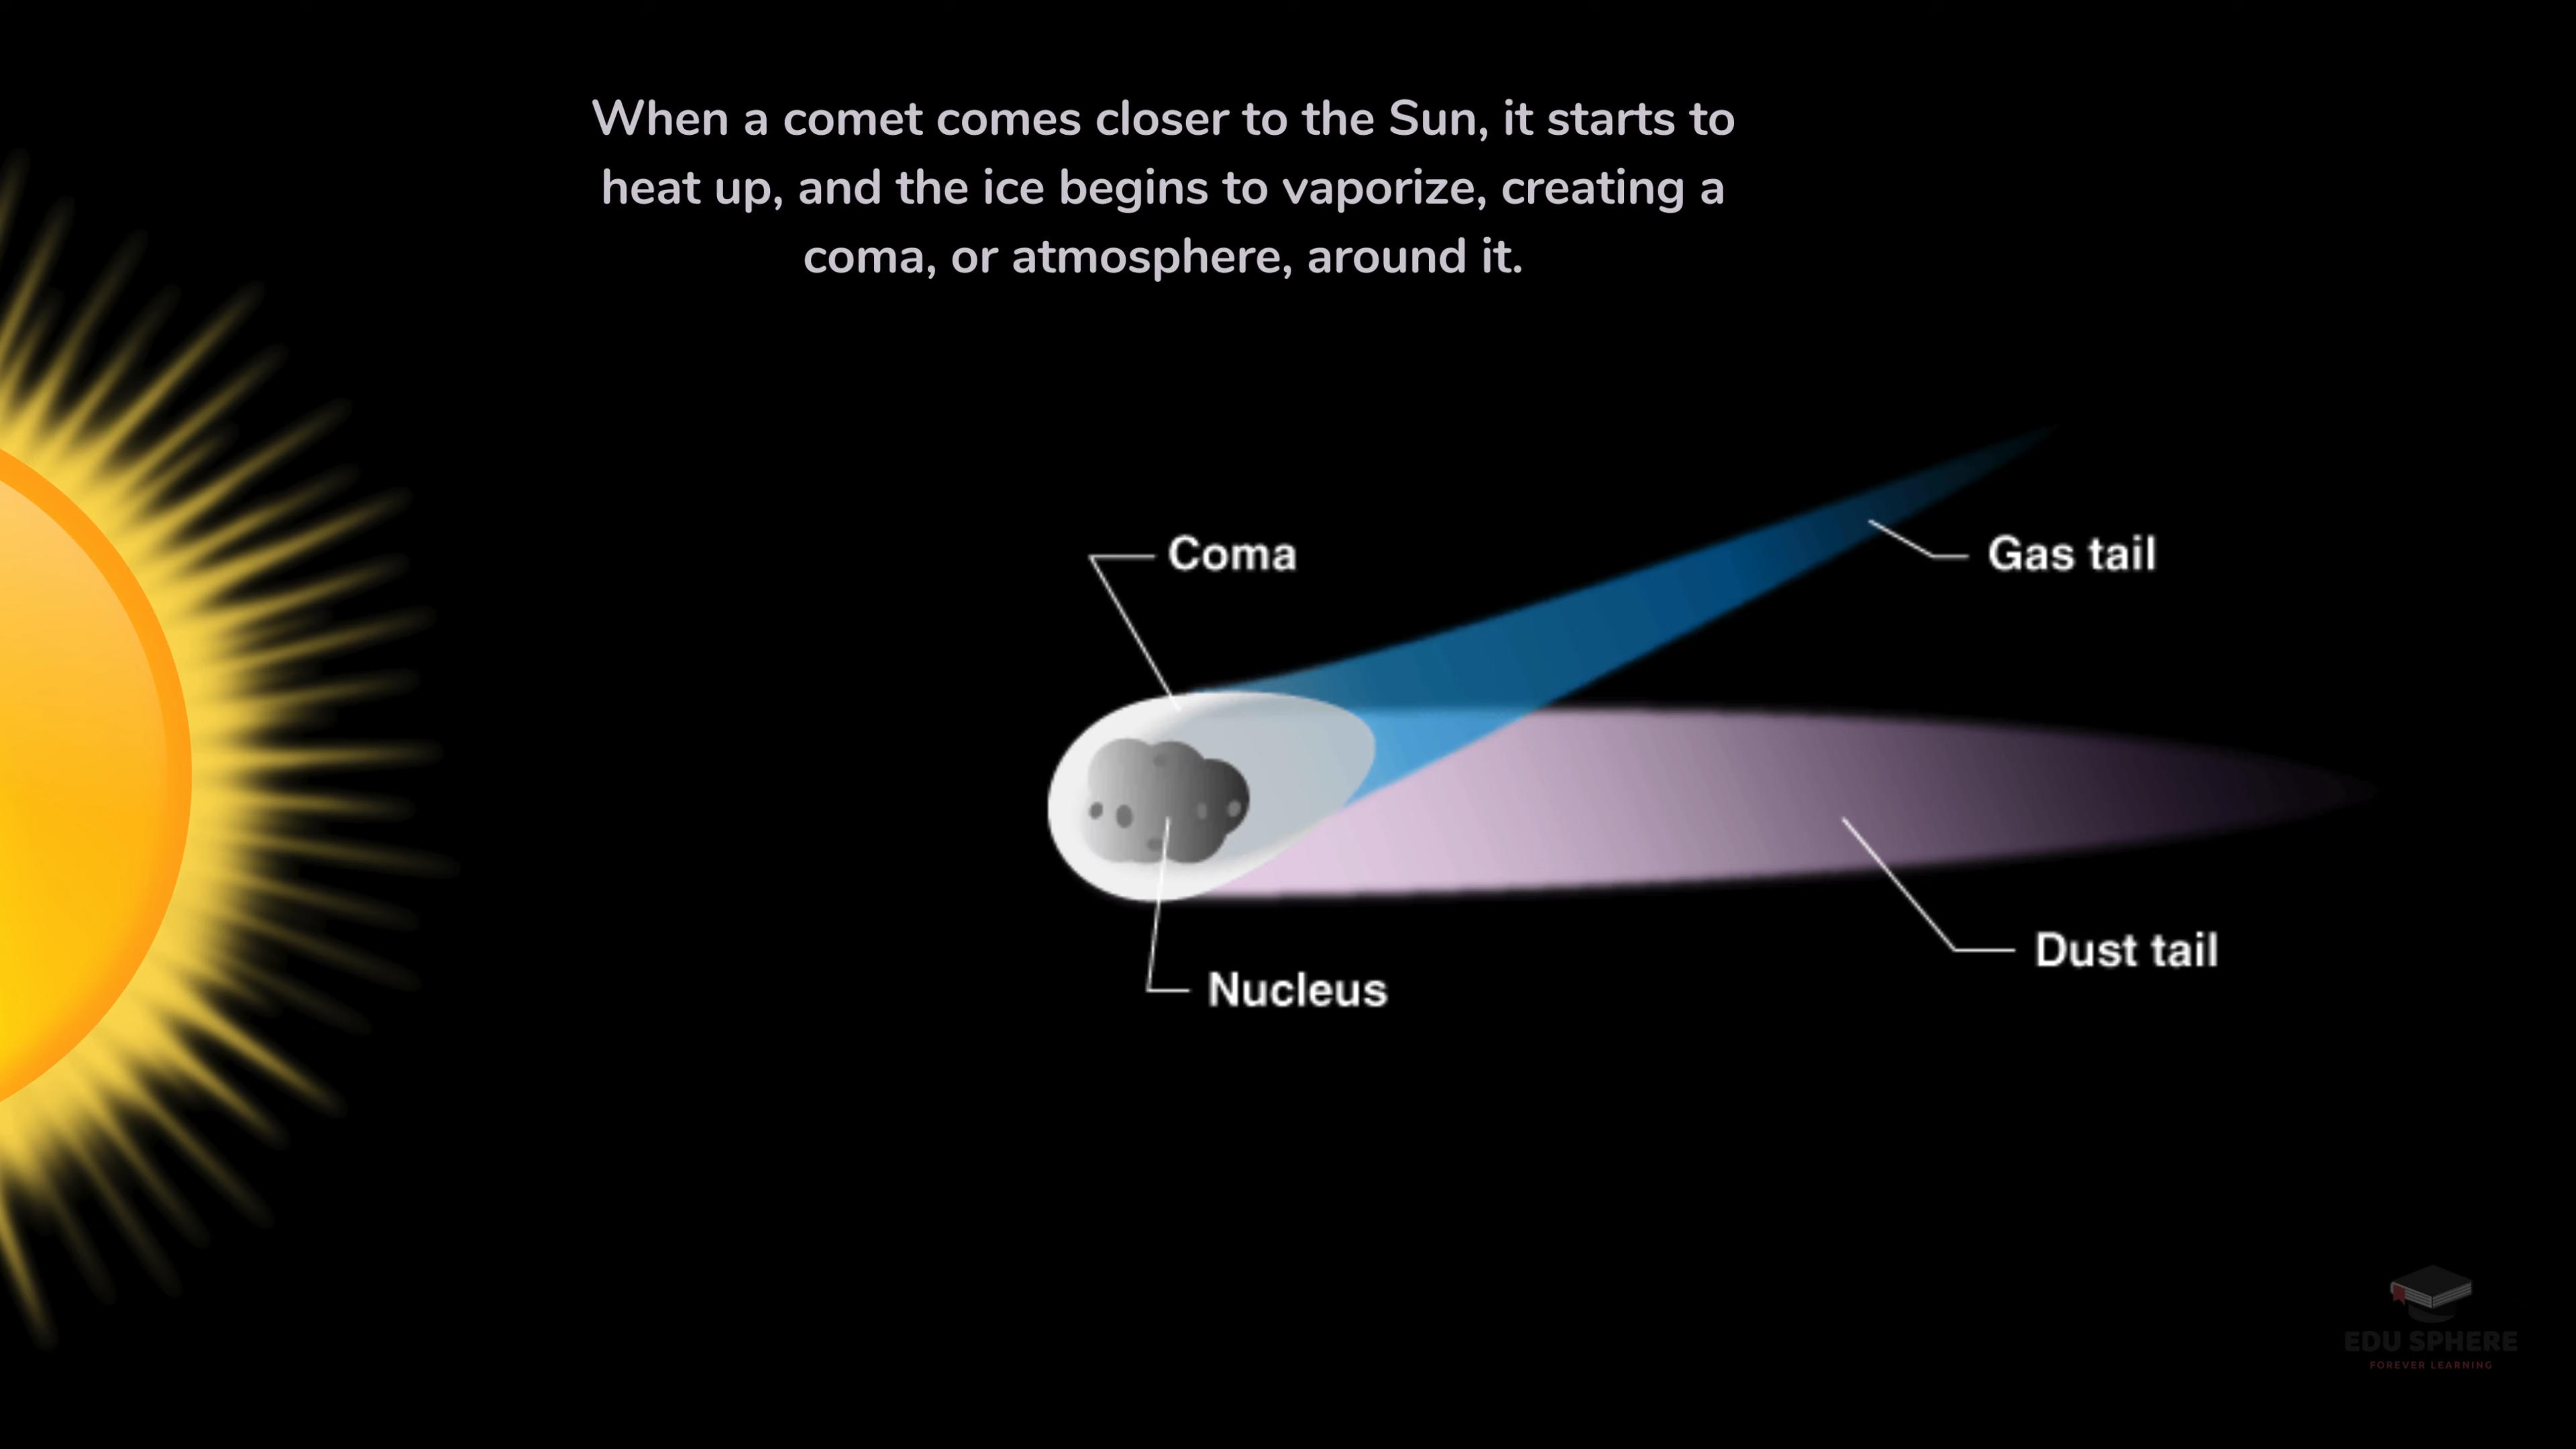 When a comet comes closer to the Sun, it starts to
heat up, and the ice begins to vaporize, creating a
coma, or atmosphere, around it.
Coma
Gas tail
Dust tail
Nucleus
EDU SPHERE
FOREVER LEARNING